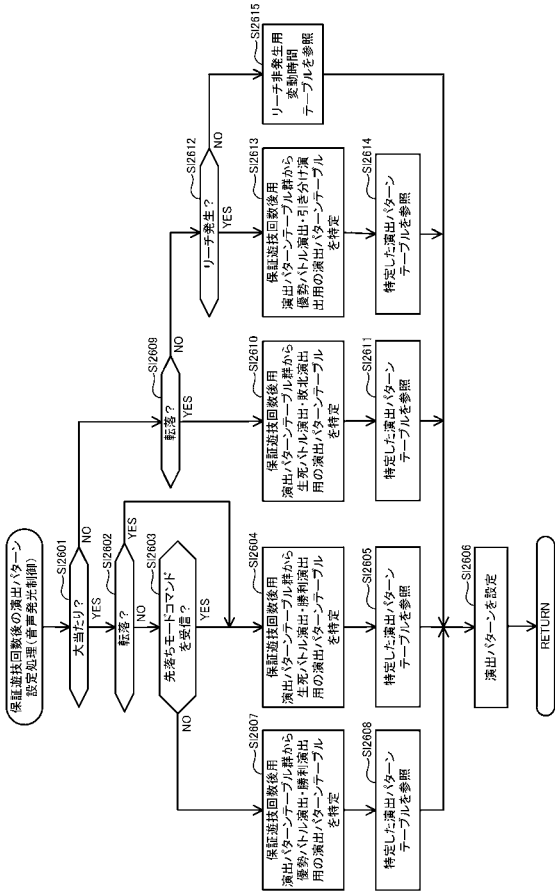 保証遊技回数後の演出パターン
設定処理(音声発光制御)
SI2601
大当たり?
NO
YES
SI2602
転落?
YES
NO
SI2603
先落ちモードコマンド
を受信?
NO
YES
SI2604
保証遊技回数後用
演出パターンテーブル群から
生死バトル演出・勝利演出
用の演出パターンテーブル
を特定
SI2605
特定した演出パターン
テーブルを参照
SI2606
演出パターンを設定
RETURN
SI2607
保証遊技回数後用
演出パターンテーブル群から
優勢バトル演出・勝利演出
用の演出パターンテーブル
を特定
SI2608
特定した演出パターン
テーブルを参照
SI2609
転落?
NO
YES
SI2610
保証遊技回数後用
演出パターンテーブル群から
生死バトル演出・敗北演出
用の演出パターンテーブル
を特定
SI2611
特定した演出パターン
テーブルを参照
SI2612
リーチ発生?
NO
YES
SI2613
保証遊技回数後用
演出パターンテーブル群から
優勢バトル演出・引き分け演
出用の演出パターンテーブル
を特定
SI2614
特定した演出パターン
テーブルを参照
SI2615
リーチ非発生用
変動時間
テーブルを参照